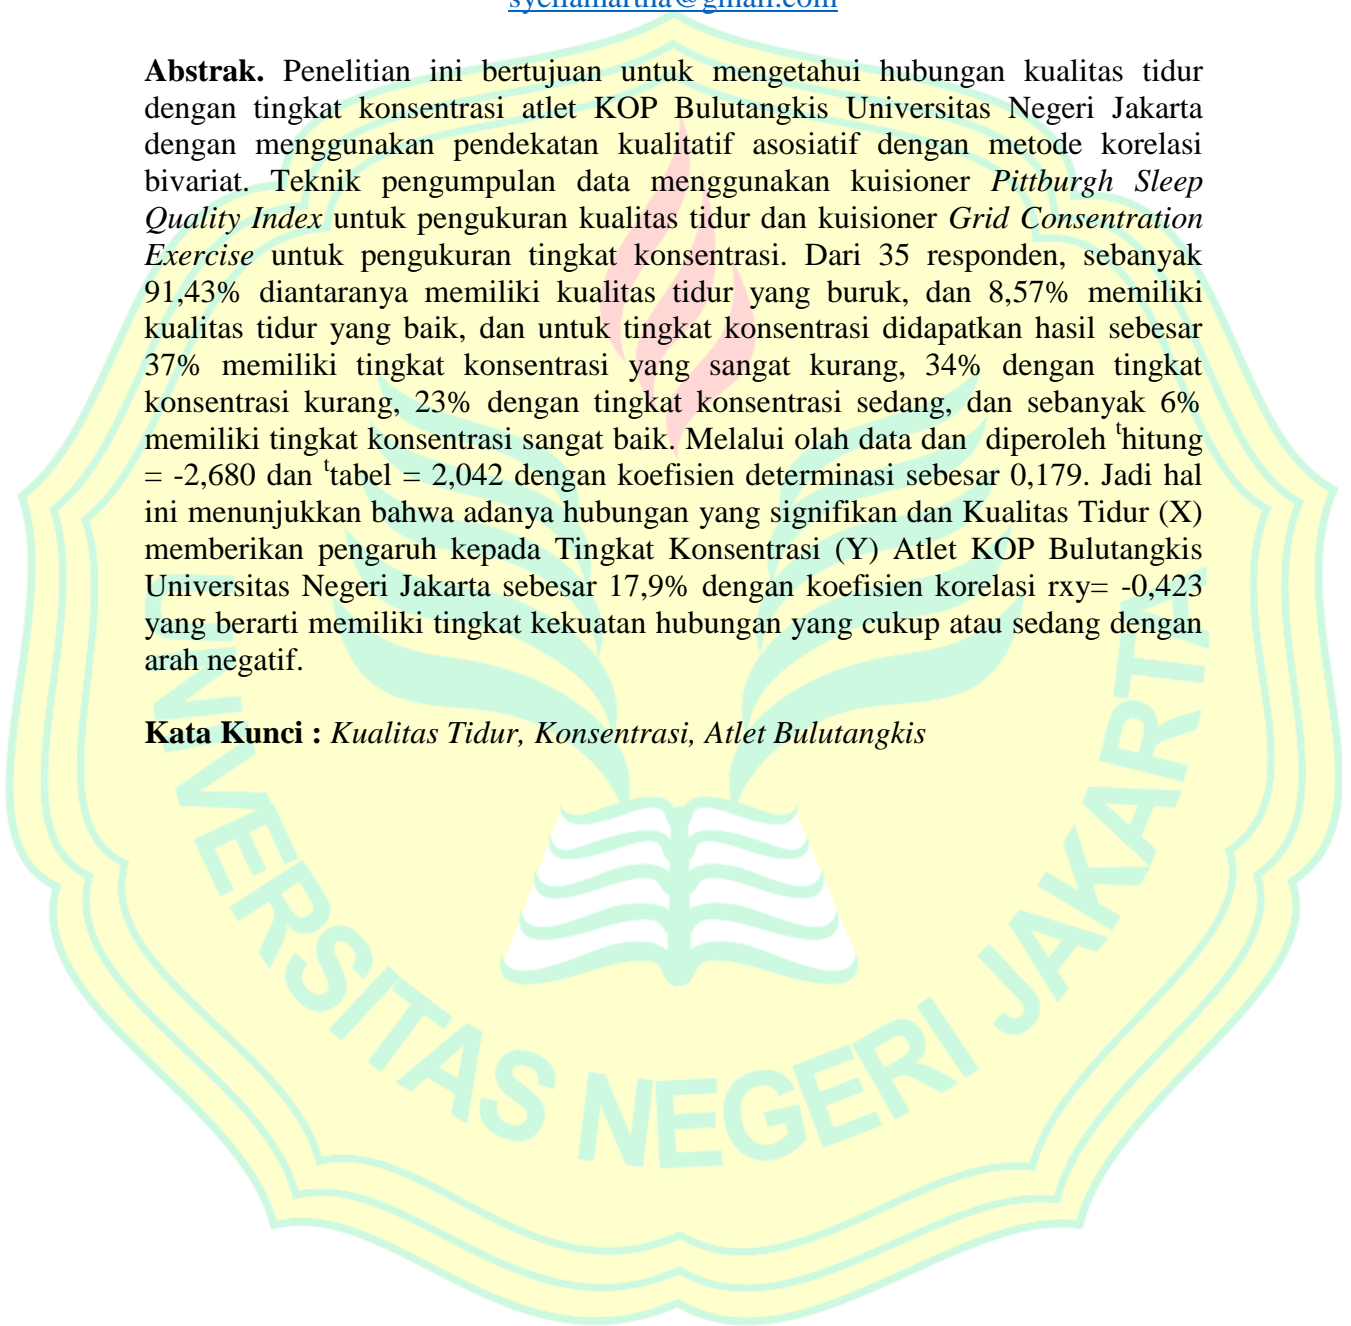 Abstrak. Penelitian ini bertujuan untuk mengetahui hubungan kualitas tidur
dengan tingkat konsentrasi atlet KOP Bulutangkis Universitas Negeri Jakarta
dengan menggunakan pendekatan kualitatif asosiatif dengan metode korelasi
bivariat. Teknik pengumpulan data menggunakan kuisioner Pittburgh Sleep
Quality Index untuk pengukuran kualitas tidur dan kuisioner Grid Consentration
Exercise untuk pengukuran tingkat konsentrasi. Dari 35 responden, sebanyak
91,43% diantaranya memiliki kualitas tidur yang buruk, dan 8,57% memiliki
kualitas tidur yang baik, dan untuk tingkat konsentrasi didapatkan hasil sebesar
37% memiliki tingkat konsentrasi yang sangat kurang, 34% dengan tingkat
konsentrasi kurang, 23% dengan tingkat konsentrasi sedang, dan sebanyak 6%
memiliki tingkat konsentrasi sangat baik. Melalui olah data dan diperoleh thitung
= -2,680 dan ttabel = 2,042 dengan koefisien determinasi sebesar 0,179. Jadi hal
ini menunjukkan bahwa adanya hubungan yang signifikan dan Kualitas Tidur (X)
memberikan pengaruh kepada Tingkat Konsentrasi (Y) Atlet KOP Bulutangkis
Universitas Negeri Jakarta sebesar 17,9% dengan koefisien korelasi rxy= -0,423
yang berarti memiliki tingkat kekuatan hubungan yang cukup atau sedang dengan
arah negatif.
Kata Kunci : Kualitas Tidur, Konsentrasi, Atlet Bulutangkis
UNIVERSITAS NEGERI JAKARTA